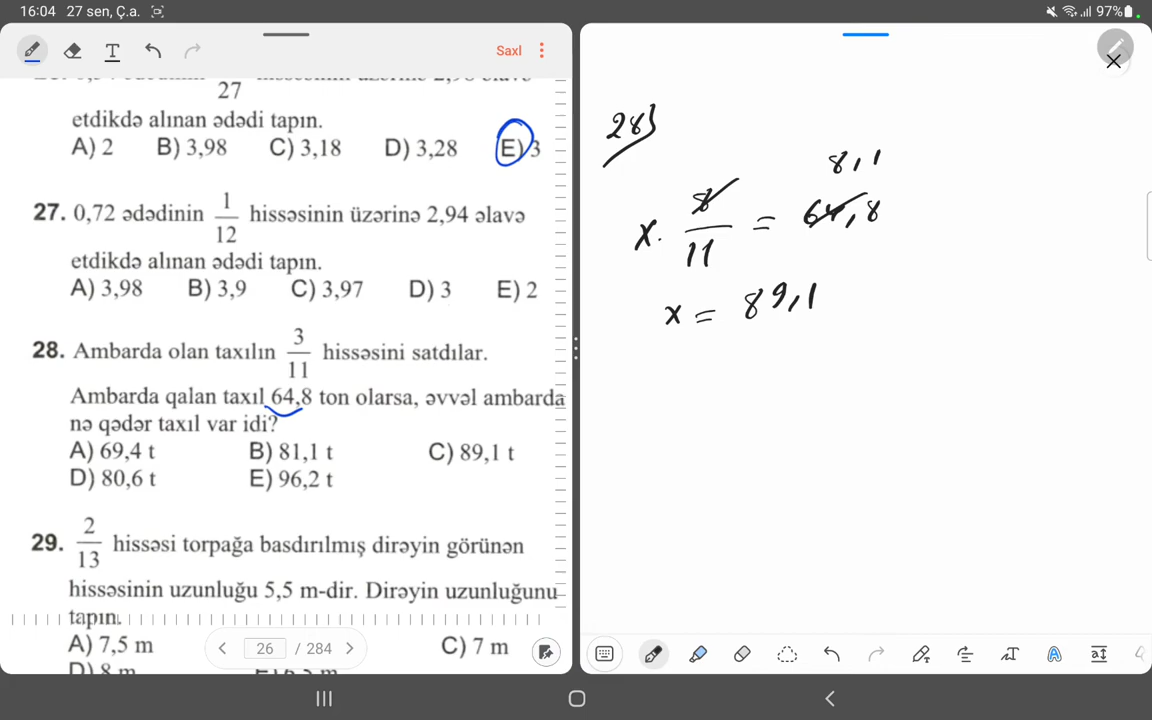 16:04 27 sen, Ç.a. 97%
Saxl
27
etdikdə alınan ədədi tapın.
A) 2 B) 3,98 C) 3,18 D) 3,28 E) 3
27. 0,72 ədədinin 1/12 hissəsinin üzərinə 2,94 əlavə
etdikdə alınan ədədi tapın.
A) 3,98 B) 3,9 C) 3,97 D) 3 E) 2
28. Ambarda olan taxılın 3/11 hissəsini satdılar.
Ambarda qalan taxıl 64,8 ton olarsa, əvvəl ambarda
nə qədər taxıl var idi?
A) 69,4 t B) 81,1 t C) 89,1 t
D) 80,6 t E) 96,2 t
29. 2/13 hissəsi torpağa basdırılmış dirəyin görünən
hissəsinin uzunluğu 5,5 m-dir. Dirəyin uzunluğunu
tapın.
A) 7,5 m C) 7 m
D) 8 m
26 / 284
28)
8,1
x · 8/11 = 64,8
x = 89,1